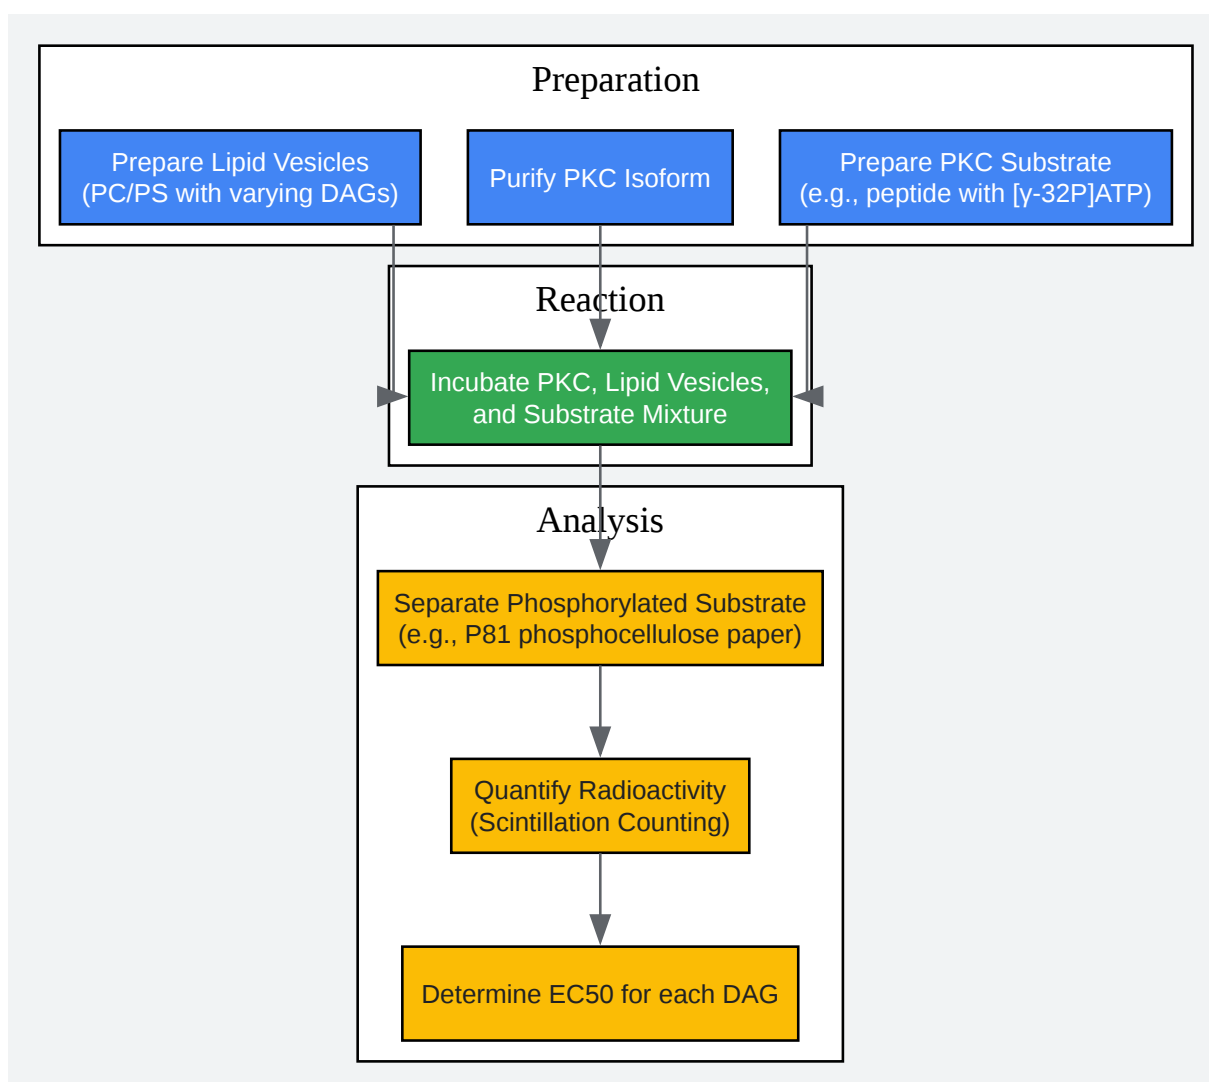 Preparation
Prepare Lipid Vesicles
(PC/PS with varying DAGs)
Purify PKC Isoform
Prepare PKC Substrate
(e.g., peptide with [γ-32P]ATP)
Reaction
Incubate PKC, Lipid Vesicles,
and Substrate Mixture
Analysis
Separate Phosphorylated Substrate
(e.g., P81 phosphocellulose paper)
Quantify Radioactivity
(Scintillation Counting)
Determine EC50 for each DAG